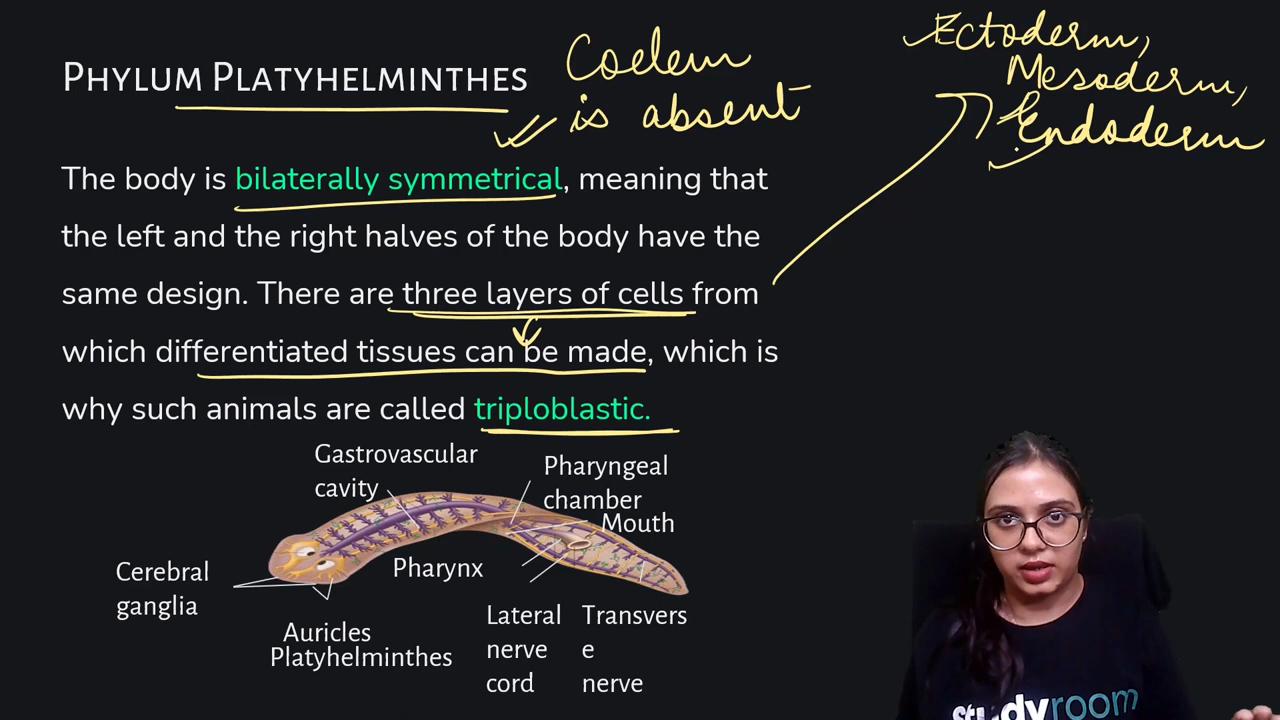 PHYLUM PLATYHELMINTHES
Coelem
is absent
Ectoderm,
Mesoderm,
Endoderm
The body is bilaterally symmetrical, meaning that
the left and the right halves of the body have the
same design. There are three layers of cells from
which differentiated tissues can be made, which is
why such animals are called triploblastic.
Gastrovascular
cavity
Pharyngeal
chamber
Mouth
Pharynx
Cerebral
ganglia
Auricles
Platyhelminthes
Lateral
nerve
cord
Transvers
e
nerve
studyroom